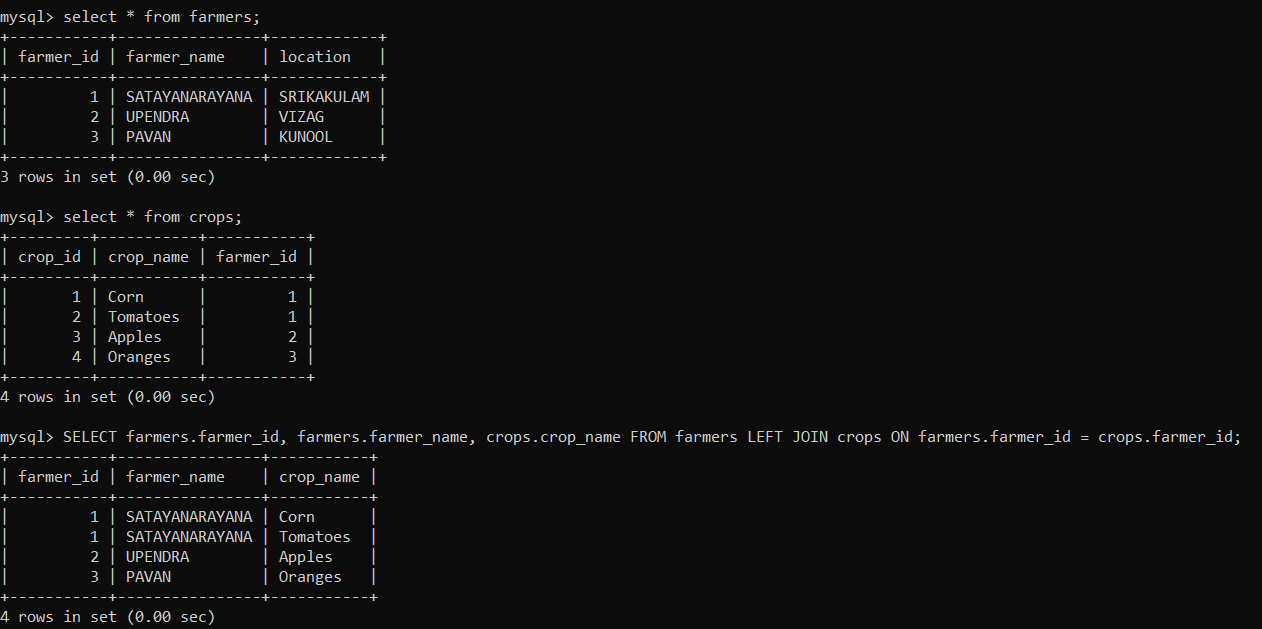 mysql> select * from farmers;
+-----------+----------------+------------+
| farmer_id | farmer_name    | location   |
+-----------+----------------+------------+
|         1 | SATAYANARAYANA | SRIKAKULAM |
|         2 | UPENDRA        | VIZAG      |
|         3 | PAVAN          | KUNOOL     |
+-----------+----------------+------------+
3 rows in set (0.00 sec)
mysql> select * from crops;
+---------+-----------+-----------+
| crop_id | crop_name | farmer_id |
+---------+-----------+-----------+
|       1 | Corn      |         1 |
|       2 | Tomatoes  |         1 |
|       3 | Apples    |         2 |
|       4 | Oranges   |         3 |
+---------+-----------+-----------+
4 rows in set (0.00 sec)
mysql> SELECT farmers.farmer_id, farmers.farmer_name, crops.crop_name FROM farmers LEFT JOIN crops ON farmers.farmer_id = crops.farmer_id;
+-----------+----------------+-----------+
| farmer_id | farmer_name    | crop_name |
+-----------+----------------+-----------+
|         1 | SATAYANARAYANA | Corn      |
|         1 | SATAYANARAYANA | Tomatoes  |
|         2 | UPENDRA        | Apples    |
|         3 | PAVAN          | Oranges   |
+-----------+----------------+-----------+
4 rows in set (0.00 sec)